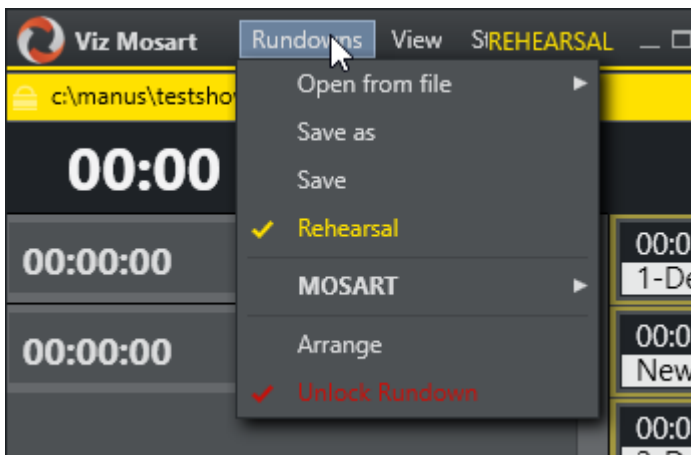 Viz Mosart Rundowns View REHEARSAL
c:\manus\testsho
Open from file
Save as
00:00
Save
Rehearsal
00:00:00
MOSART
Arrange
00:00:00
Unlock Rundown
00:0
1-De
00:0
New
00:0